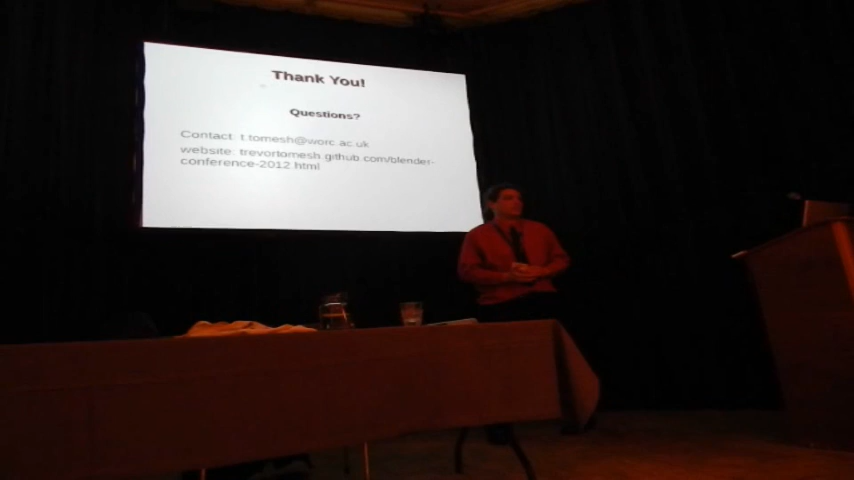 Thank You!
Questions?
Contact: t.tomesh@worc.ac.uk
website: trevortomesh.github.com/blender-
conference-2012.html